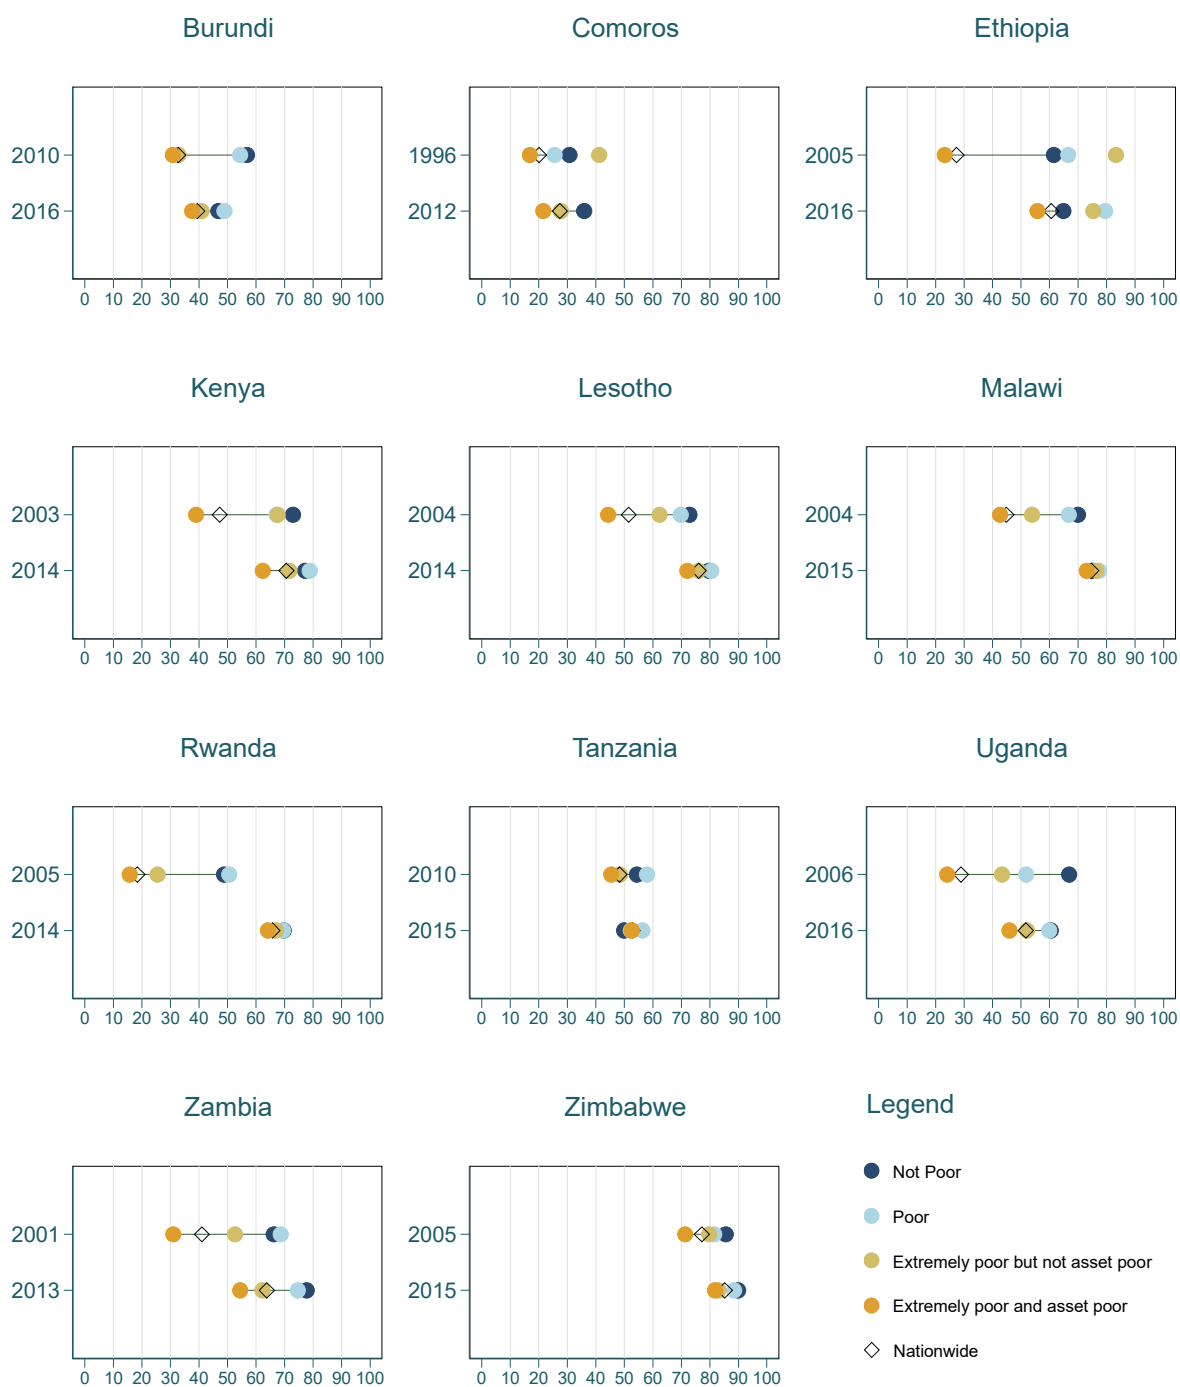 Burundi
Comoros
Ethiopia
2010
2016
0 10 20 30 40 50 60 70 80 90 100
1996
2012
0 10 20 30 40 50 60 70 80 90 100
2005
2016
0 10 20 30 40 50 60 70 80 90 100
Kenya
Lesotho
Malawi
2003
2014
0 10 20 30 40 50 60 70 80 90 100
2004
2014
0 10 20 30 40 50 60 70 80 90 100
2004
2015
0 10 20 30 40 50 60 70 80 90 100
Rwanda
Tanzania
Uganda
2005
2014
0 10 20 30 40 50 60 70 80 90 100
2010
2015
0 10 20 30 40 50 60 70 80 90 100
2006
2016
0 10 20 30 40 50 60 70 80 90 100
Zambia
Zimbabwe
2001
2013
0 10 20 30 40 50 60 70 80 90 100
2005
2015
0 10 20 30 40 50 60 70 80 90 100
Legend
Not Poor
Poor
Extremely poor but not asset poor
Extremely poor and asset poor
Nationwide